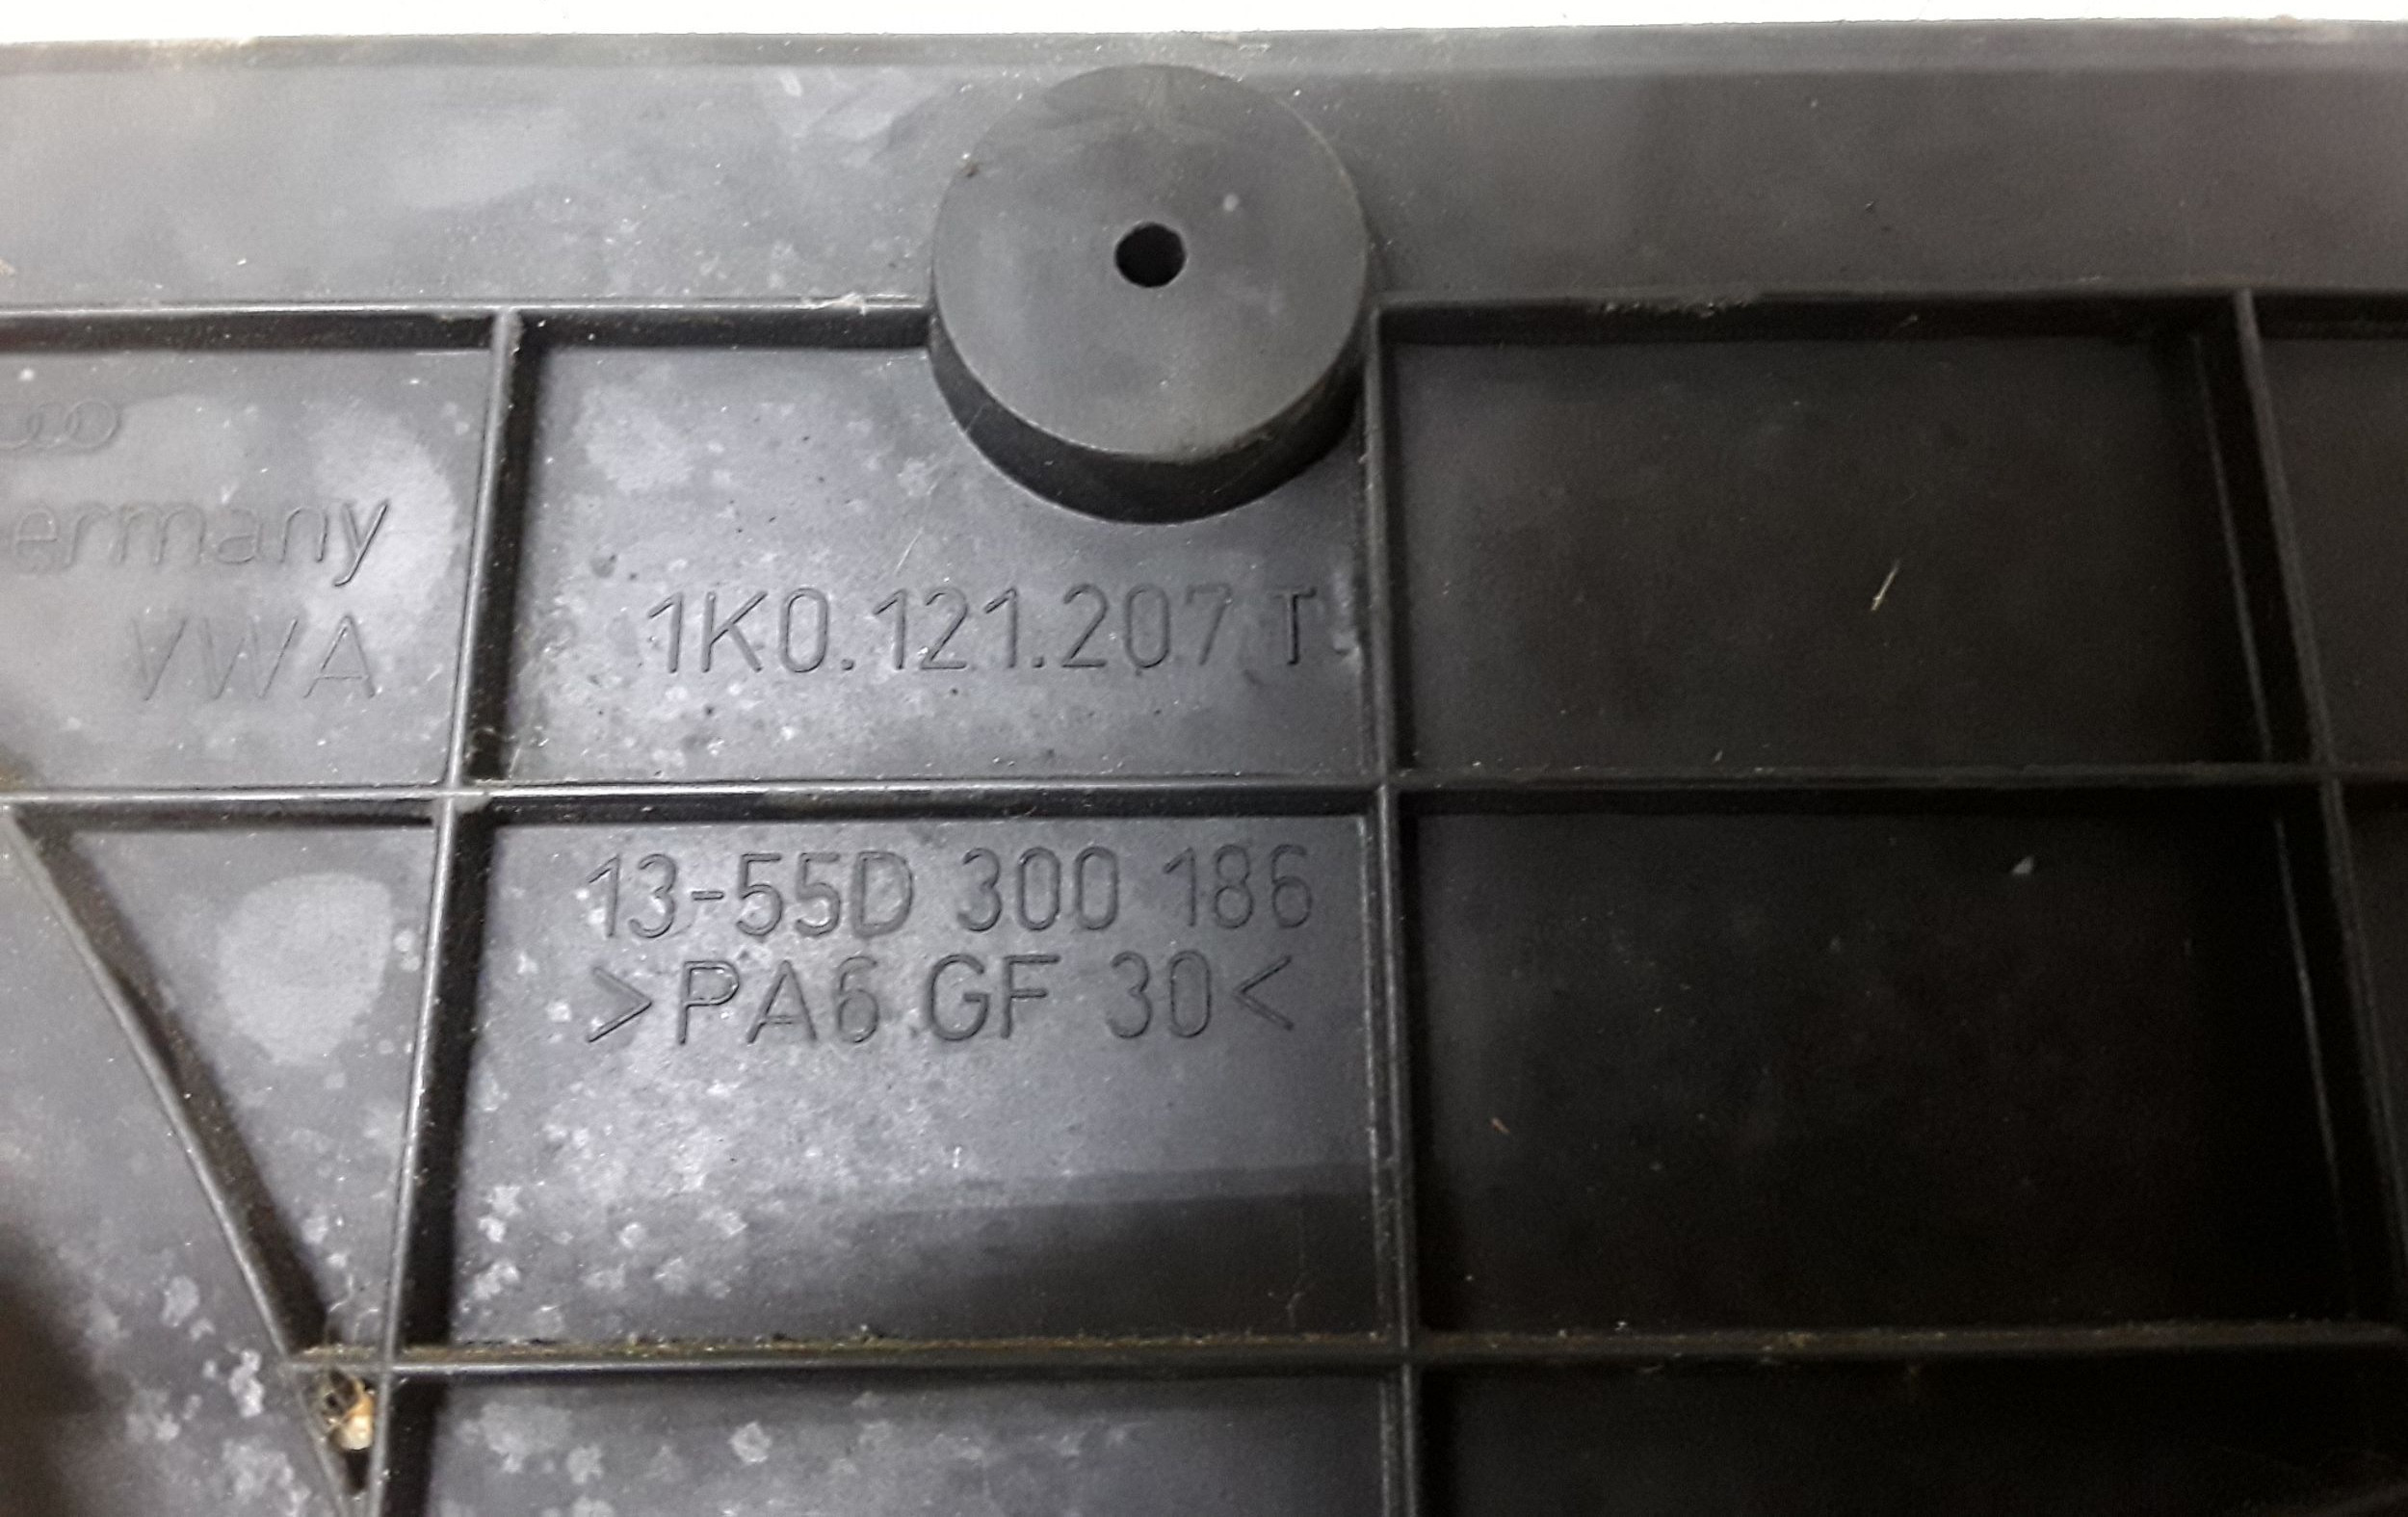 ermany
VWA
1K0.121.207 T
13-55D 300 186
>PA6 GF 30<